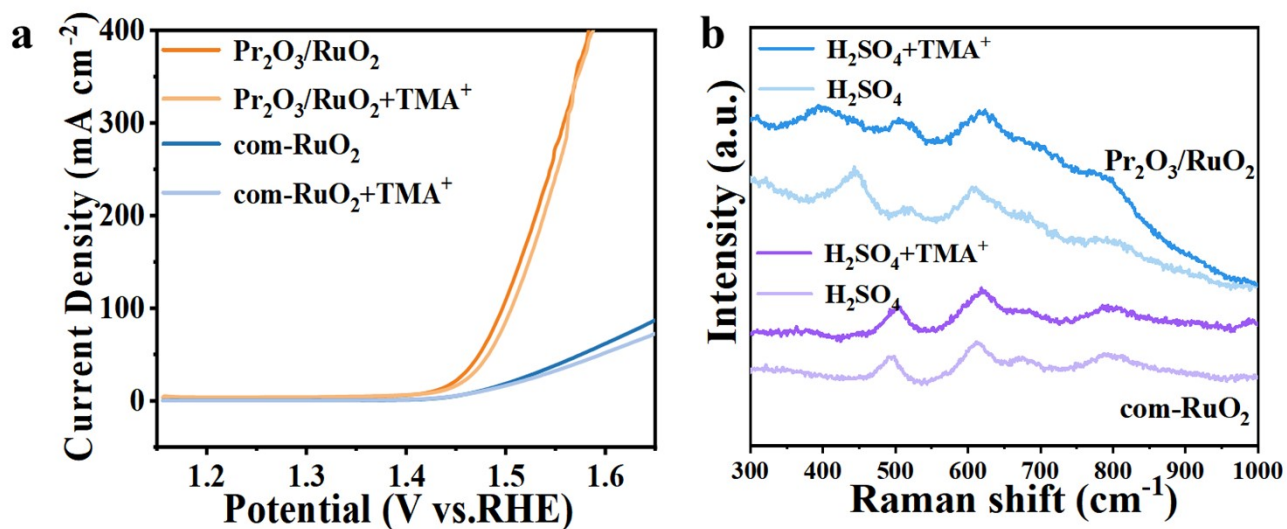 a
400
300
200
100
0
Current Density (mA cm⁻²)
Pr₂O₃/RuO₂
Pr₂O₃/RuO₂+TMA⁺
com-RuO₂
com-RuO₂+TMA⁺
1.2 1.3 1.4 1.5 1.6
Potential (V vs.RHE)
b
Intensity (a.u.)
H₂SO₄+TMA⁺
H₂SO₄
Pr₂O₃/RuO₂
H₂SO₄+TMA⁺
H₂SO₄
com-RuO₂
300 400 500 600 700 800 900 1000
Raman shift (cm⁻¹)